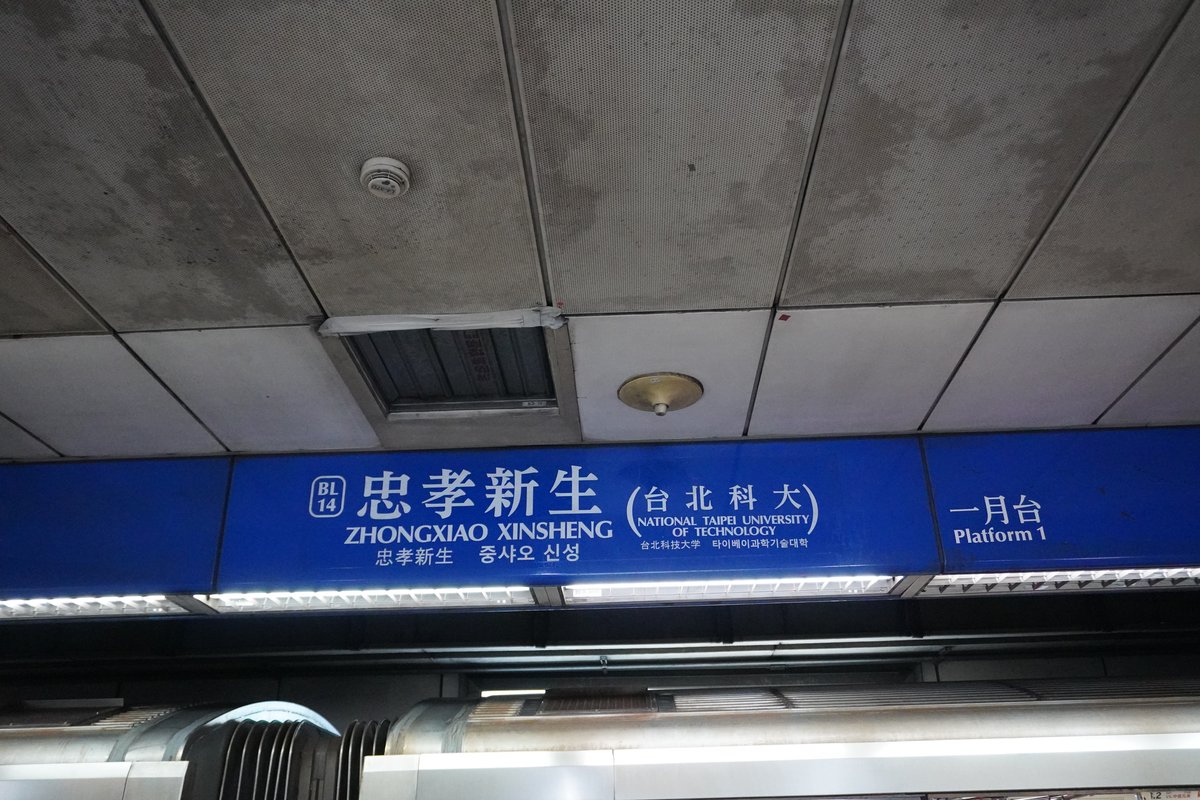 BL
14
忠孝新生
ZHONGXIAO XINSHENG
忠孝新生 중샤오 신성
(台北科大)
NATIONAL TAIPEI UNIVERSITY
OF TECHNOLOGY
台北科技大学 타이베이과학기술대학
一月台
Platform 1